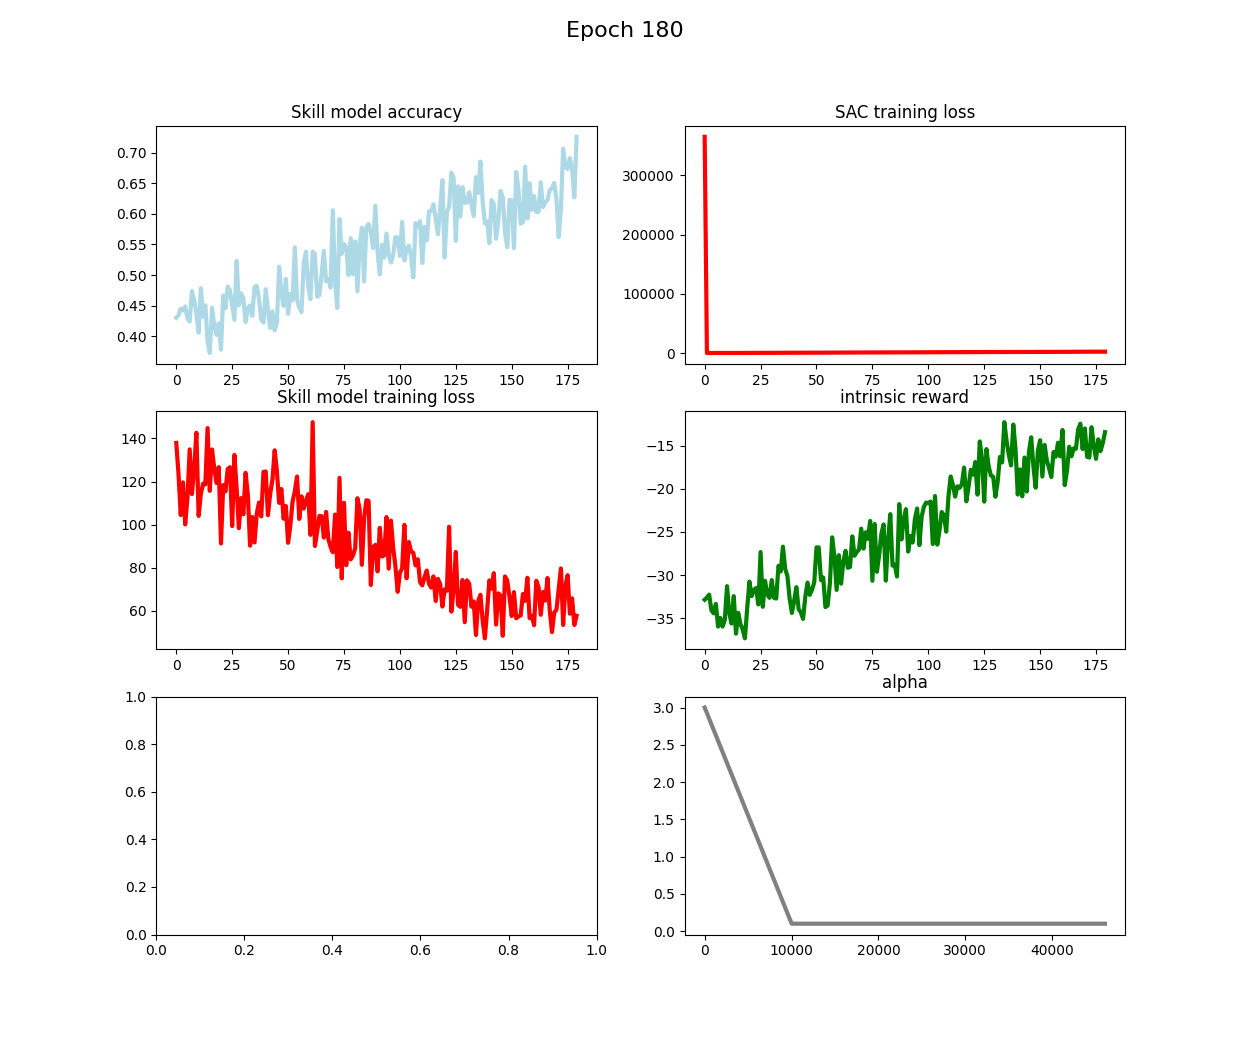 Epoch 180
Skill model accuracy
0.70
0.65
0.60
0.55
0.50
0.45
0.40
0 25 50 75 100 125 150 175
SAC training loss
300000
200000
100000
0
0 25 50 75 100 125 150 175
Skill model training loss
140
120
100
80
60
0 25 50 75 100 125 150 175
intrinsic reward
−15
−20
−25
−30
−35
0 25 50 75 100 125 150 175
1.0
0.8
0.6
0.4
0.2
0.0
0.0 0.2 0.4 0.6 0.8 1.0
alpha
3.0
2.5
2.0
1.5
1.0
0.5
0.0
0 10000 20000 30000 40000